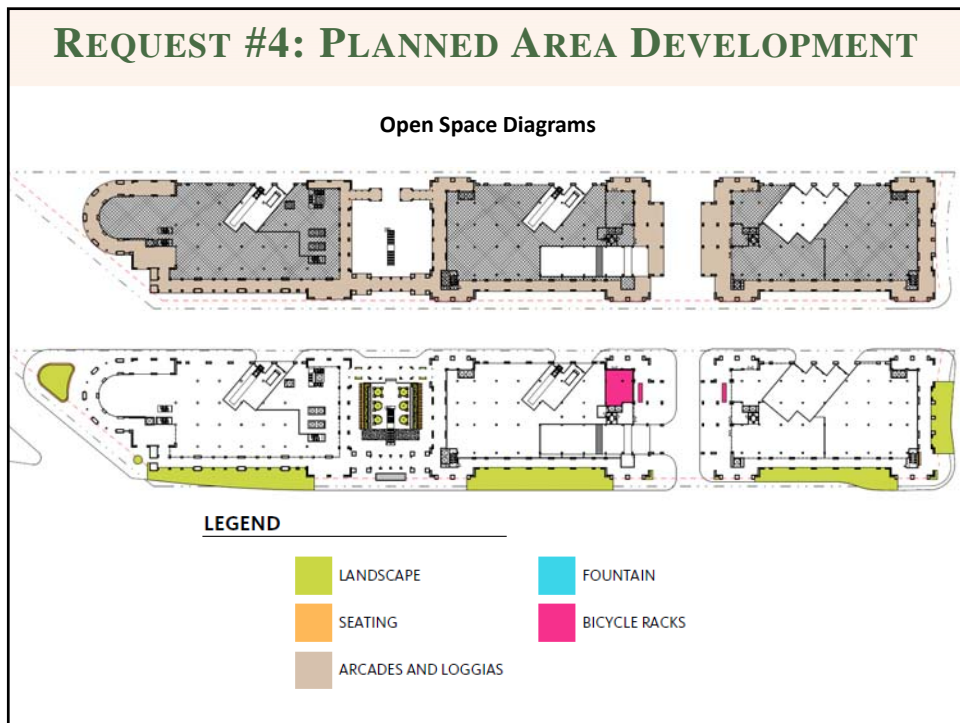 REQUEST #4: PLANNED AREA DEVELOPMENT
Open Space Diagrams
LEGEND
LANDSCAPE
SEATING
ARCADES AND LOGGIAS
FOUNTAIN
BICYCLE RACKS